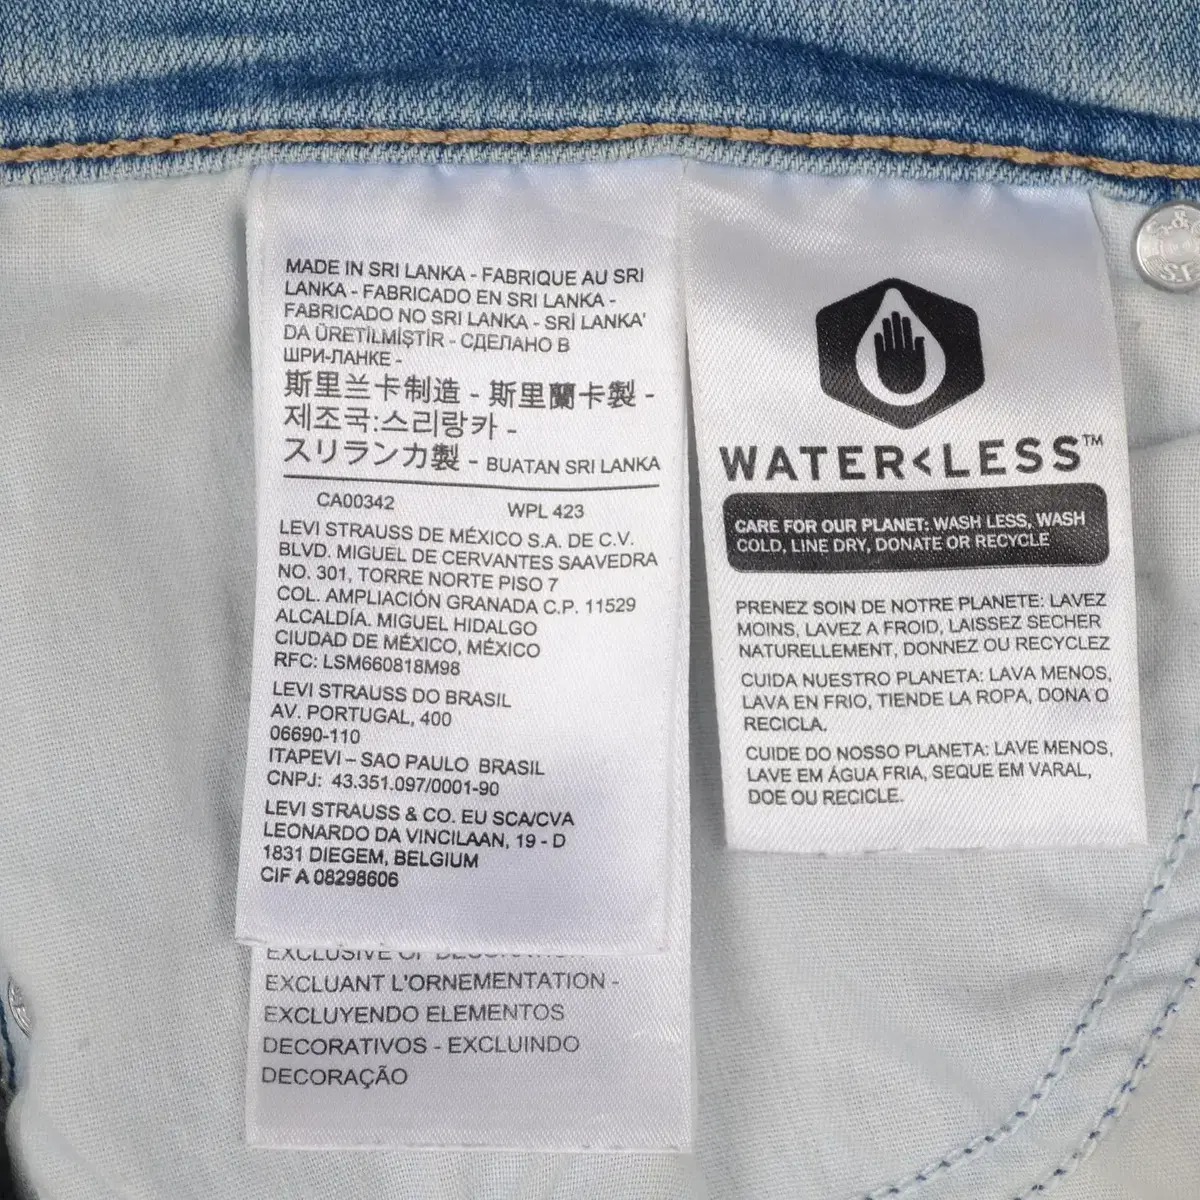 MADE IN SRI LANKA - FABRIQUE AU SRI
LANKA - FABRICADO EN SRI LANKA -
FABRICADO NO SRI LANKA - SRİ LANKA'
DA ÜRETİLMİŞTİR - СДЕЛАНО В
ШРИ-ЛАНКЕ -
斯里兰卡制造 - 斯里蘭卡製 -
제조국:스리랑카 -
スリランカ製 - BUATAN SRI LANKA
CA00342 WPL 423
LEVI STRAUSS DE MÉXICO S.A. DE C.V.
BLVD. MIGUEL DE CERVANTES SAAVEDRA
NO. 301, TORRE NORTE PISO 7
COL. AMPLIACIÓN GRANADA C.P. 11529
ALCALDÍA. MIGUEL HIDALGO
CIUDAD DE MÉXICO, MÉXICO
RFC: LSM660818M98
LEVI STRAUSS DO BRASIL
AV. PORTUGAL, 400
06690-110
ITAPEVI – SAO PAULO BRASIL
CNPJ: 43.351.097/0001-90
LEVI STRAUSS & CO. EU SCA/CVA
LEONARDO DA VINCILAAN, 19 - D
1831 DIEGEM, BELGIUM
CIF A 08298606
EXCLUSIVE OF
EXCLUANT L'ORNEMENTATION -
EXCLUYENDO ELEMENTOS
DECORATIVOS - EXCLUINDO
DECORAÇÃO
WATER<LESS™
CARE FOR OUR PLANET: WASH LESS, WASH
COLD, LINE DRY, DONATE OR RECYCLE
PRENEZ SOIN DE NOTRE PLANETE: LAVEZ
MOINS, LAVEZ A FROID, LAISSEZ SECHER
NATURELLEMENT, DONNEZ OU RECYCLEZ
CUIDA NUESTRO PLANETA: LAVA MENOS,
LAVA EN FRIO, TIENDE LA ROPA, DONA O
RECICLA.
CUIDE DO NOSSO PLANETA: LAVE MENOS,
LAVE EM ÁGUA FRIA, SEQUE EM VARAL,
DOE OU RECICLE.